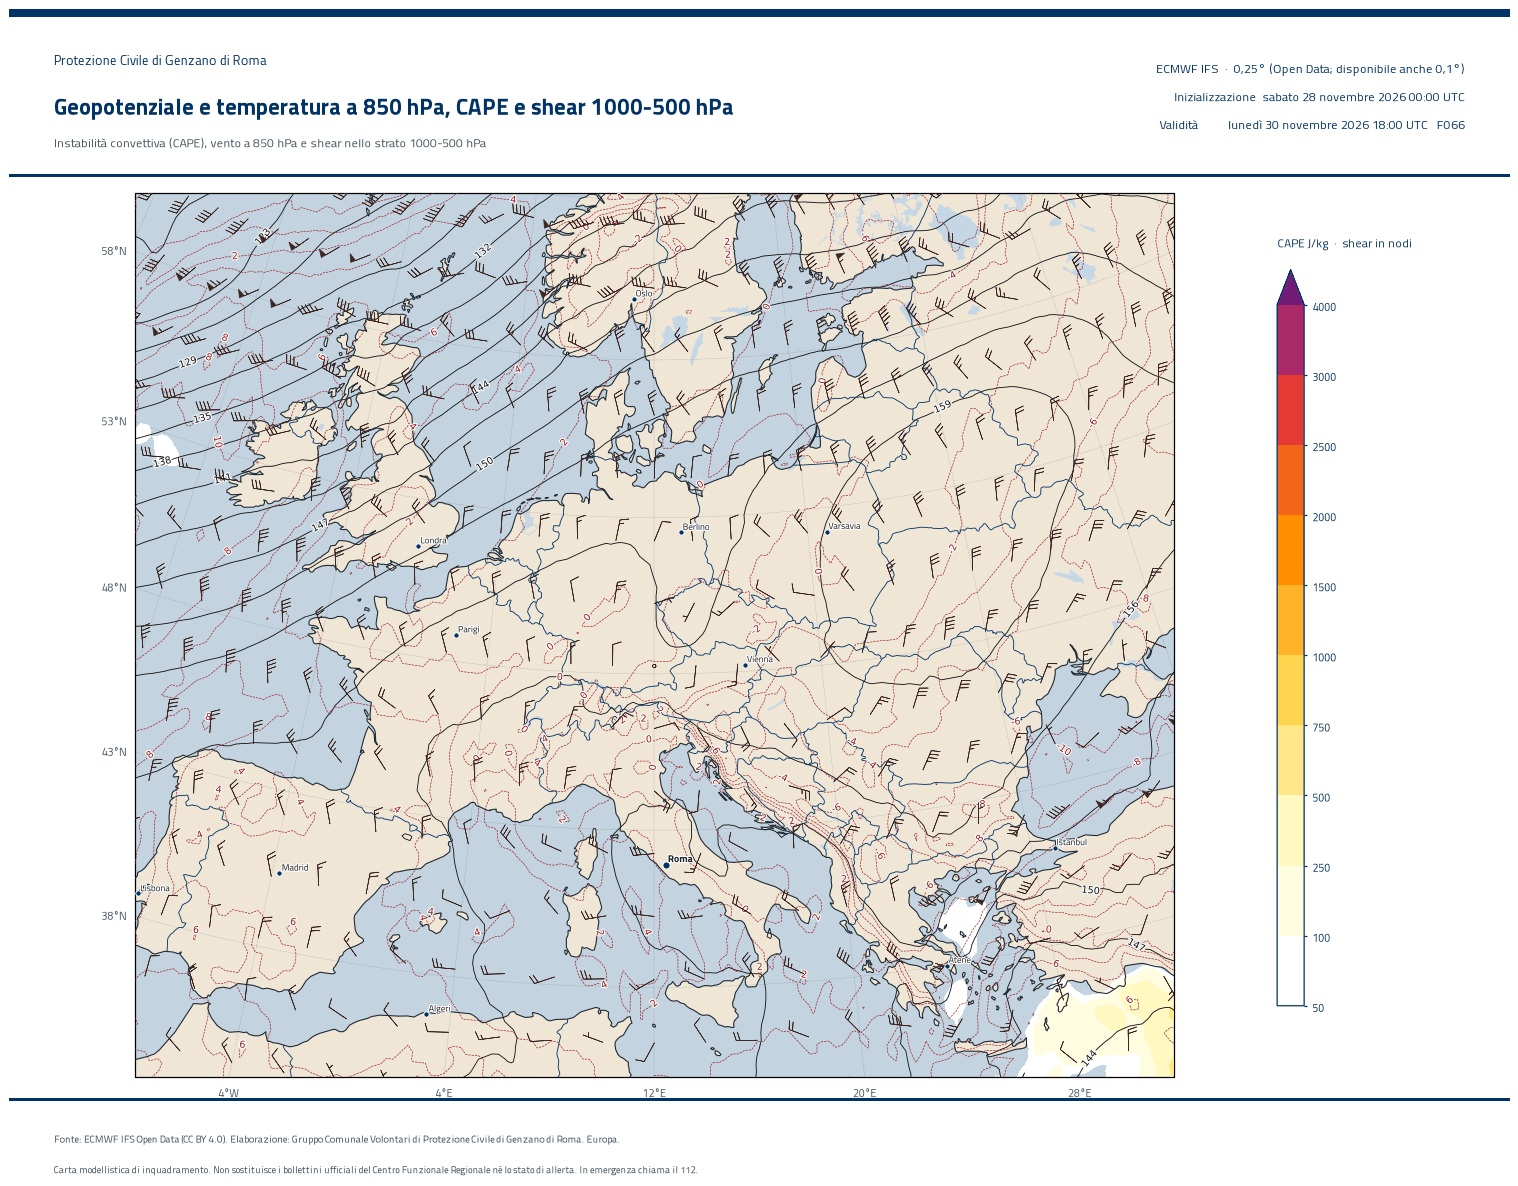 Protezione Civile di Genzano di Roma
Geopotenziale e temperatura a 850 hPa, CAPE e shear 1000-500 hPa
Instabilità convettiva (CAPE), vento a 850 hPa e shear nello strato 1000-500 hPa
ECMWF IFS · 0,25° (Open Data; disponibile anche 0,1°)
Inizializzazione sabato 28 novembre 2026 00:00 UTC
Validità lunedì 30 novembre 2026 18:00 UTC F066
CAPE J/kg · shear in nodi
4000
3000
2500
2000
1500
1000
750
500
250
100
50
58°N
53°N
48°N
43°N
38°N
4°W
4°E
12°E
20°E
28°E
Oslo
Londra
Berlino
Varsavia
Parigi
Vienna
Madrid
Roma
Istanbul
Lisbona
Atene
Algeri
132
129
135
138
144
147
150
159
156
150
147
144
Fonte: ECMWF IFS Open Data (CC BY 4.0). Elaborazione: Gruppo Comunale Volontari di Protezione Civile di Genzano di Roma. Europa.
Carta modellistica di inquadramento. Non sostituisce i bollettini ufficiali del Centro Funzionale Regionale né lo stato di allerta. In emergenza chiama il 112.